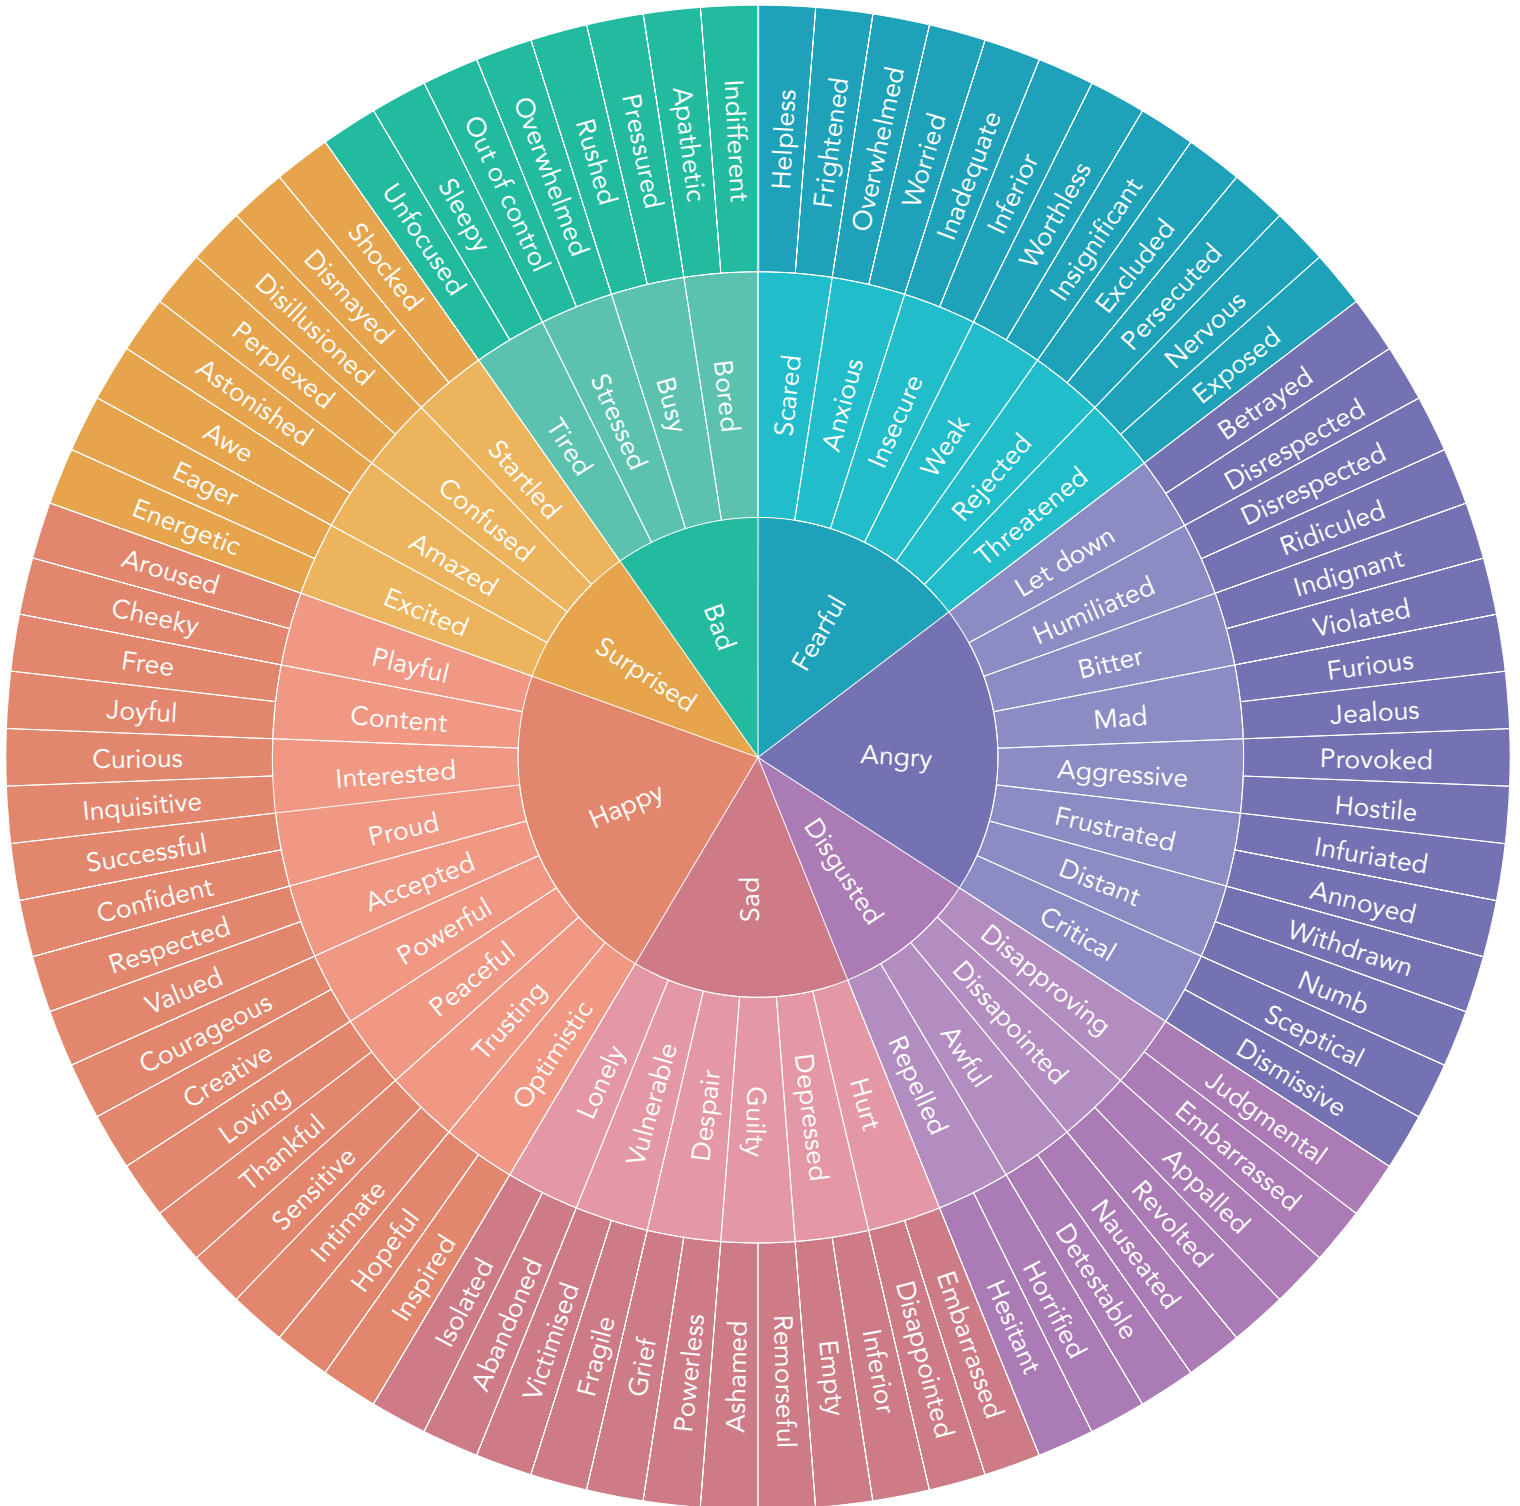 Fearful
Angry
Disgusted
Sad
Happy
Surprised
Bad
Scared
Anxious
Insecure
Weak
Rejected
Threatened
Let down
Humiliated
Bitter
Mad
Aggressive
Frustrated
Distant
Critical
Disapproving
Dissapointed
Awful
Repelled
Hurt
Depressed
Guilty
Despair
Vulnerable
Lonely
Optimistic
Trusting
Peaceful
Powerful
Accepted
Proud
Interested
Content
Playful
Excited
Amazed
Confused
Startled
Tired
Stressed
Busy
Bored
Helpless
Frightened
Overwhelmed
Worried
Inadequate
Inferior
Worthless
Insignificant
Excluded
Persecuted
Nervous
Exposed
Betrayed
Disrespected
Disrespected
Ridiculed
Indignant
Violated
Furious
Jealous
Provoked
Hostile
Infuriated
Annoyed
Withdrawn
Numb
Sceptical
Dismissive
Judgmental
Embarrassed
Appalled
Revolted
Nauseated
Detestable
Horrified
Hesitant
Embarrassed
Disappointed
Inferior
Empty
Remorseful
Ashamed
Powerless
Grief
Fragile
Victimised
Abandoned
Isolated
Inspired
Hopeful
Intimate
Sensitive
Thankful
Loving
Creative
Courageous
Valued
Respected
Confident
Successful
Inquisitive
Curious
Joyful
Free
Cheeky
Aroused
Energetic
Eager
Awe
Astonished
Perplexed
Disillusioned
Dismayed
Shocked
Unfocused
Sleepy
Out of control
Overwhelmed
Rushed
Pressured
Apathetic
Indifferent